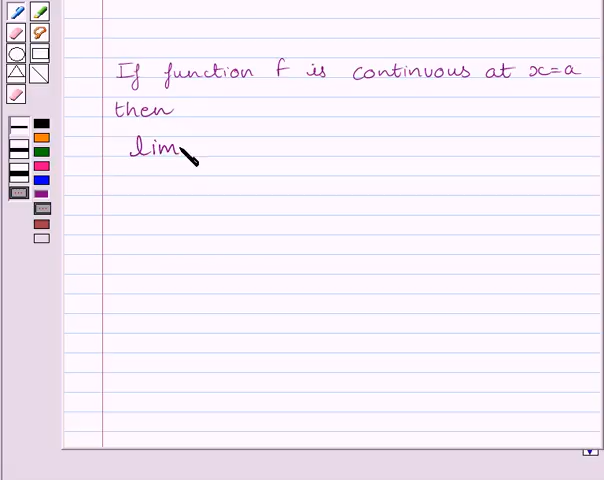 If function f is continuous at x=a
then
lim